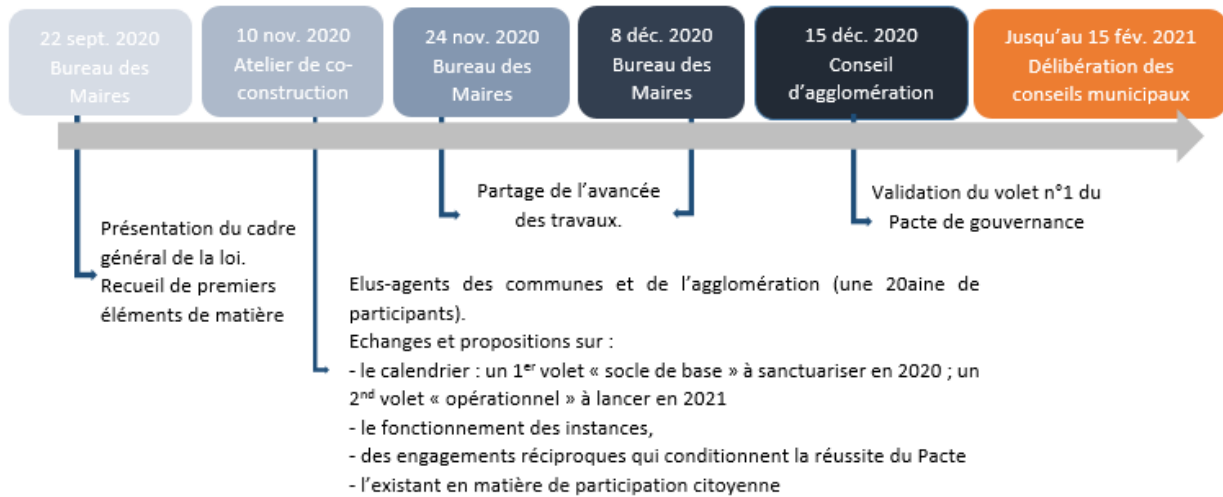 22 sept. 2020
Bureau des
Maires
10 nov. 2020
Atelier de co-
construction
24 nov. 2020
Bureau des
Maires
8 déc. 2020
Bureau des
Maires
15 déc. 2020
Conseil
d’agglomération
Jusqu’au 15 fév. 2021
Délibération des
conseils municipaux
Présentation du cadre
général de la loi.
Recueil de premiers
éléments de matière
Partage de l’avancée
des travaux.
Validation du volet n°1 du
Pacte de gouvernance
Elus-agents des communes et de l’agglomération (une 20aine de
participants).
Echanges et propositions sur :
- le calendrier : un 1er volet « socle de base » à sanctuariser en 2020 ; un
2nd volet « opérationnel » à lancer en 2021
- le fonctionnement des instances,
- des engagements réciproques qui conditionnent la réussite du Pacte
- l’existant en matière de participation citoyenne